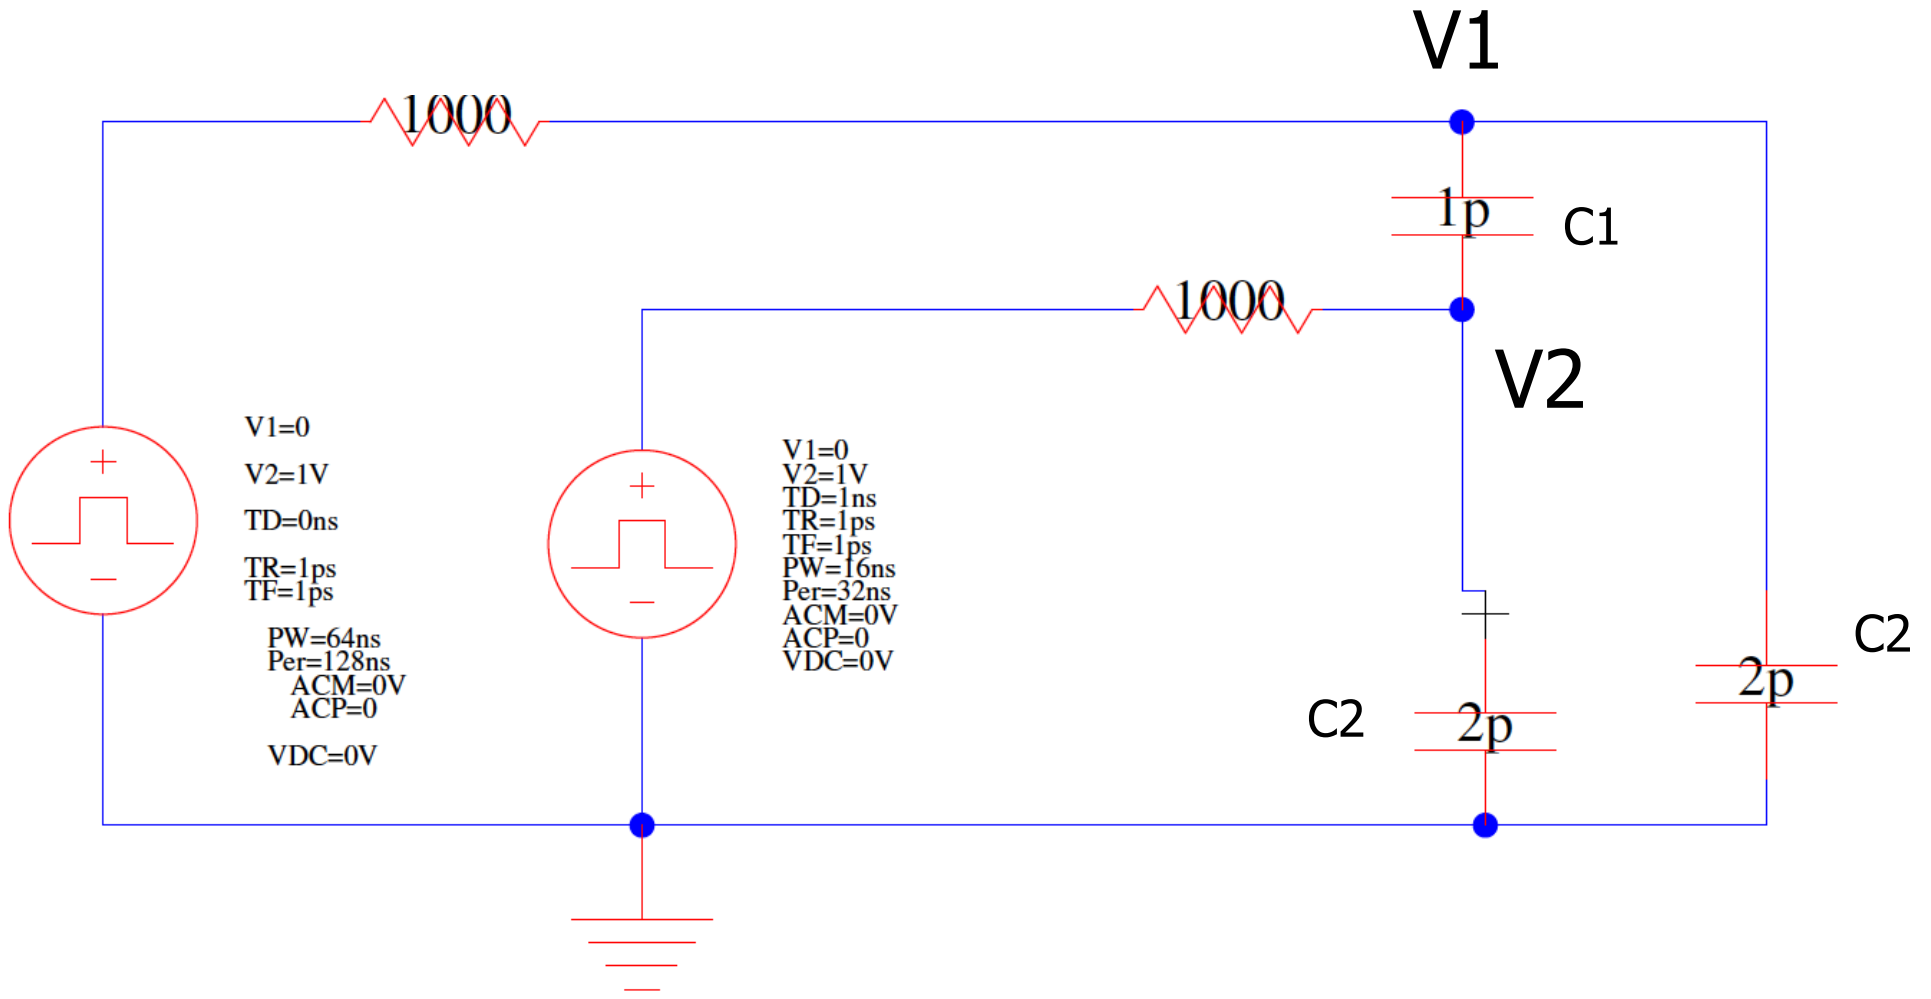 V1
1000
1p
C1
1000
V2
V1=0
V2=1V
TD=0ns
TR=1ps
TF=1ps
PW=64ns
Per=128ns
ACM=0V
ACP=0
VDC=0V
V1=0
V2=1V
TD=1ns
TR=1ps
TF=1ps
PW=16ns
Per=32ns
ACM=0V
ACP=0
VDC=0V
C2
2p
C2
2p